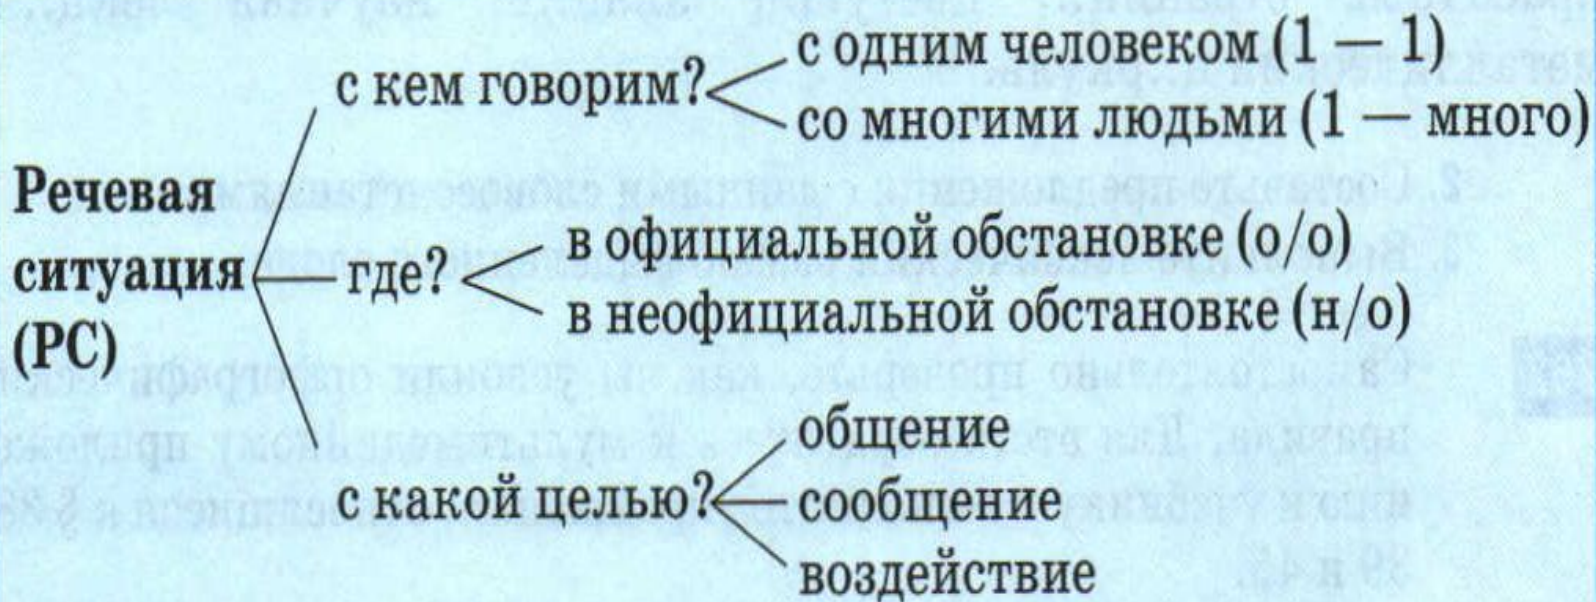 Речевая
ситуация
(РС)
с кем говорим?
с одним человеком (1 — 1)
со многими людьми (1 — много)
где?
в официальной обстановке (о/о)
в неофициальной обстановке (н/о)
с какой целью?
общение
сообщение
воздействие